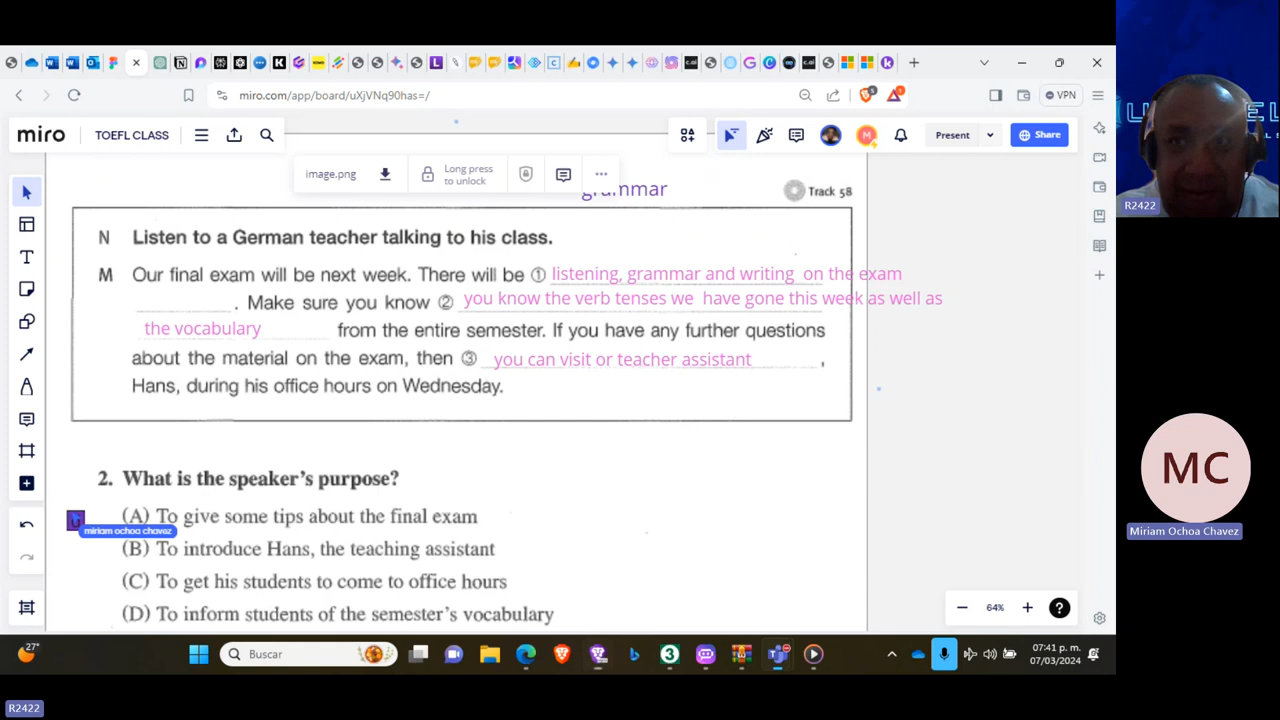 miro.com/app/board/uXjVNq90has=/
VPN
miro
TOEFL CLASS
Present
Share
image.png
Long press
to unlock
grammar
Track 58
N Listen to a German teacher talking to his class.
M Our final exam will be next week. There will be ① listening, grammar and writing on the exam
. Make sure you know ② you know the verb tenses we have gone this week as well as
the vocabulary from the entire semester. If you have any further questions
about the material on the exam, then ③ you can visit or teacher assistant ,
Hans, during his office hours on Wednesday.
2. What is the speaker's purpose?
(A) To give some tips about the final exam
miriam ochoa chavez
(B) To introduce Hans, the teaching assistant
(C) To get his students to come to office hours
(D) To inform students of the semester's vocabulary
64%
27°
Buscar
07:41 p. m.
07/03/2024
R2422
MC
Miriam Ochoa Chavez
R2422